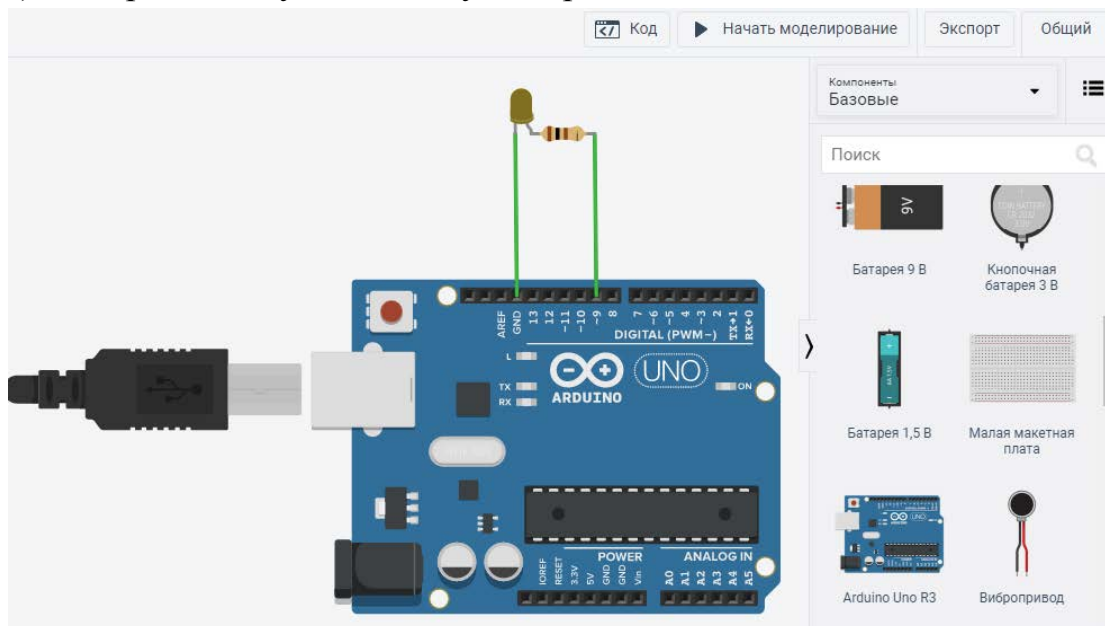 Код
Начать моделирование
Экспорт
Общий
Компоненты
Базовые
Поиск
9V
Батарея 9 В
Кнопочная
батарея 3 В
Батарея 1,5 В
Малая макетная
плата
Arduino Uno R3
Вибропривод
AREF
GND
13
12
~11
~10
~9
8
7
~6
~5
4
~3
2
TX→1
RX←0
DIGITAL (PWM~)
L
TX
RX
ARDUINO
UNO
ON
IOREF
RESET
3.3V
5V
GND
GND
Vin
POWER
ANALOG IN
A0
A1
A2
A3
A4
A5